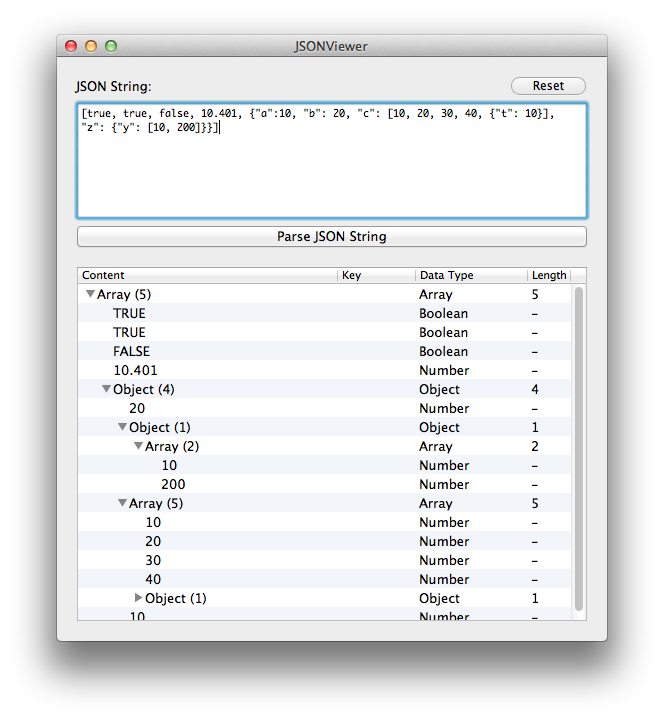 JSONViewer
JSON String:
Reset
[true, true, false, 10.401, {"a":10, "b": 20, "c": [10, 20, 30, 40, {"t": 10}],
"z": {"y": [10, 200]}}]
Parse JSON String
Content Key Data Type Length
Array (5) Array 5
TRUE Boolean –
TRUE Boolean –
FALSE Boolean –
10.401 Number –
Object (4) Object 4
20 Number –
Object (1) Object 1
Array (2) Array 2
10 Number –
200 Number –
Array (5) Array 5
10 Number –
20 Number –
30 Number –
40 Number –
Object (1) Object 1
10 Number –